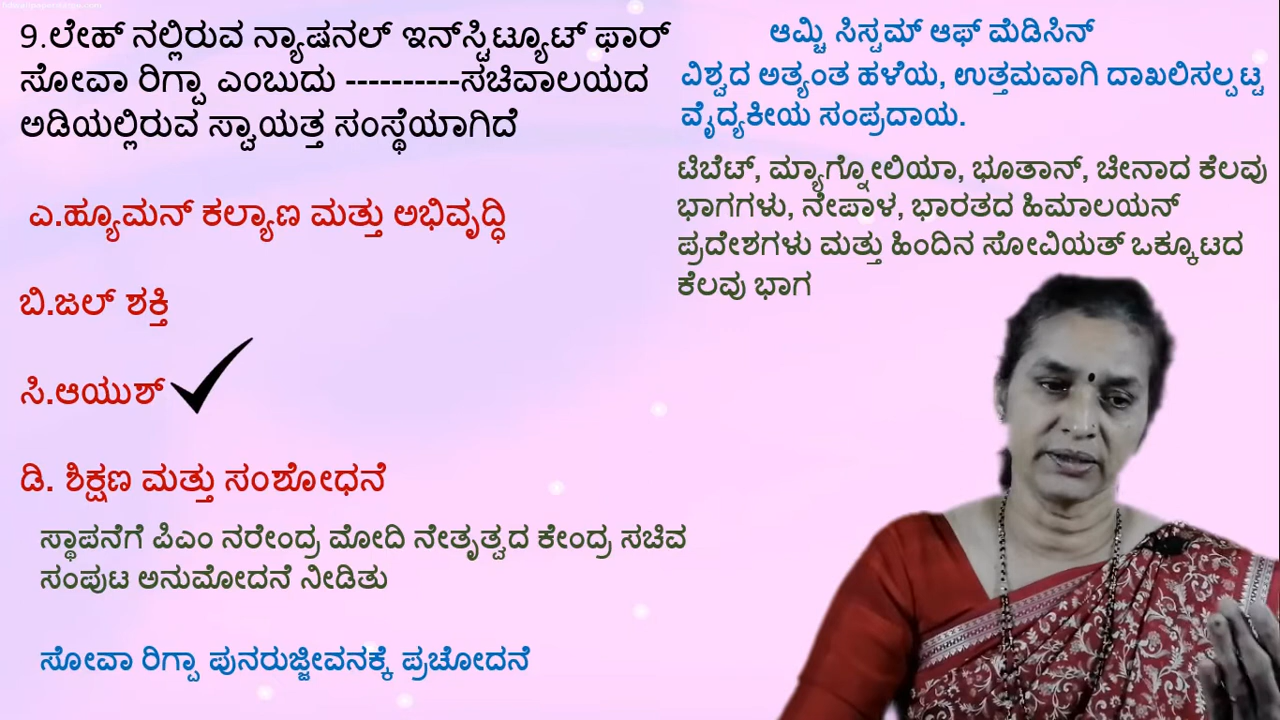 9.ಲೇಹ್ ನಲ್ಲಿರುವ ನ್ಯಾಷನಲ್ ಇನ್‌ಸ್ಟಿಟ್ಯೂಟ್ ಫಾರ್
ಸೋವಾ ರಿಗ್ಪಾ ಎಂಬುದು ----------ಸಚಿವಾಲಯದ
ಅಡಿಯಲ್ಲಿರುವ ಸ್ವಾಯತ್ತ ಸಂಸ್ಥೆಯಾಗಿದೆ
ಎ.ಹ್ಯೂಮನ್ ಕಲ್ಯಾಣ ಮತ್ತು ಅಭಿವೃದ್ಧಿ
ಬಿ.ಜಲ್ ಶಕ್ತಿ
ಸಿ.ಆಯುಶ್
ಡಿ. ಶಿಕ್ಷಣ ಮತ್ತು ಸಂಶೋಧನೆ
ಸ್ಥಾಪನೆಗೆ ಪಿಎಂ ನರೇಂದ್ರ ಮೋದಿ ನೇತೃತ್ವದ ಕೇಂದ್ರ ಸಚಿವ
ಸಂಪುಟ ಅನುಮೋದನೆ ನೀಡಿತು
ಸೋವಾ ರಿಗ್ಪಾ ಪುನರುಜ್ಜೀವನಕ್ಕೆ ಪ್ರಚೋದನೆ
ಆಮ್ಚಿ ಸಿಸ್ಟಮ್ ಆಫ್ ಮೆಡಿಸಿನ್
ವಿಶ್ವದ ಅತ್ಯಂತ ಹಳೆಯ, ಉತ್ತಮವಾಗಿ ದಾಖಲಿಸಲ್ಪಟ್ಟ
ವೈದ್ಯಕೀಯ ಸಂಪ್ರದಾಯ.
ಟಿಬೆಟ್, ಮ್ಯಾಗ್ನೋಲಿಯಾ, ಭೂತಾನ್, ಚೀನಾದ ಕೆಲವು
ಭಾಗಗಳು, ನೇಪಾಳ, ಭಾರತದ ಹಿಮಾಲಯನ್
ಪ್ರದೇಶಗಳು ಮತ್ತು ಹಿಂದಿನ ಸೋವಿಯತ್ ಒಕ್ಕೂಟದ
ಕೆಲವು ಭಾಗ